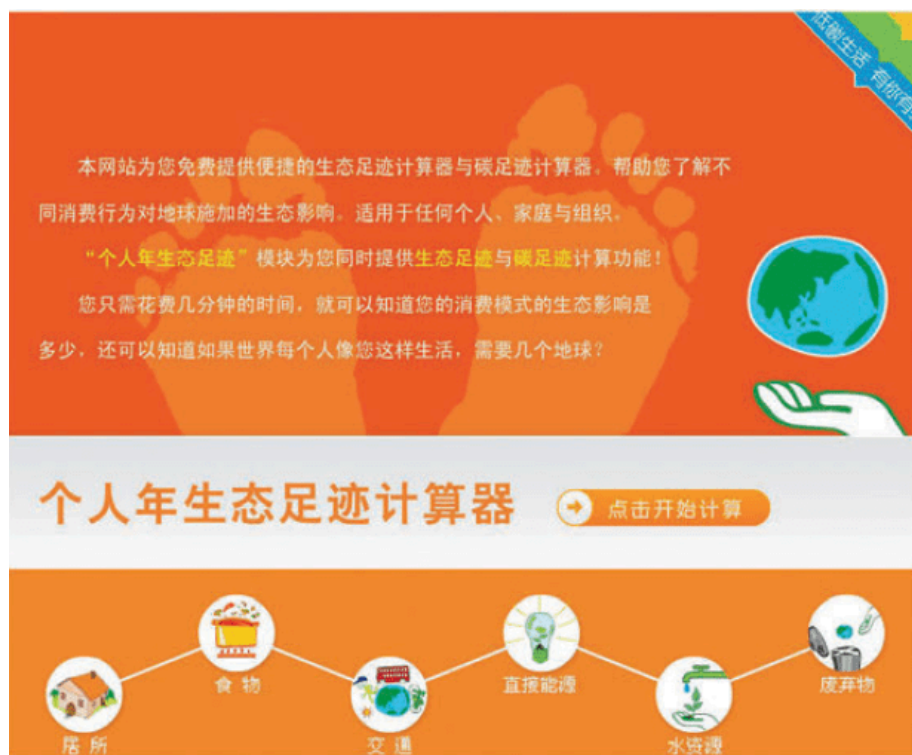 低碳生活 有你有
本网站为您免费提供便捷的生态足迹计算器与碳足迹计算器。帮助您了解不
同消费行为对地球施加的生态影响。适用于任何个人、家庭与组织。
“个人年生态足迹”模块为您同时提供生态足迹与碳足迹计算功能！
您只需花费几分钟的时间，就可以知道您的消费模式的生态影响是
多少，还可以知道如果世界每个人像您这样生活，需要几个地球？
个人年生态足迹计算器
点击开始计算
食 物
直接能源
废弃物
居 所
交 通
水资源